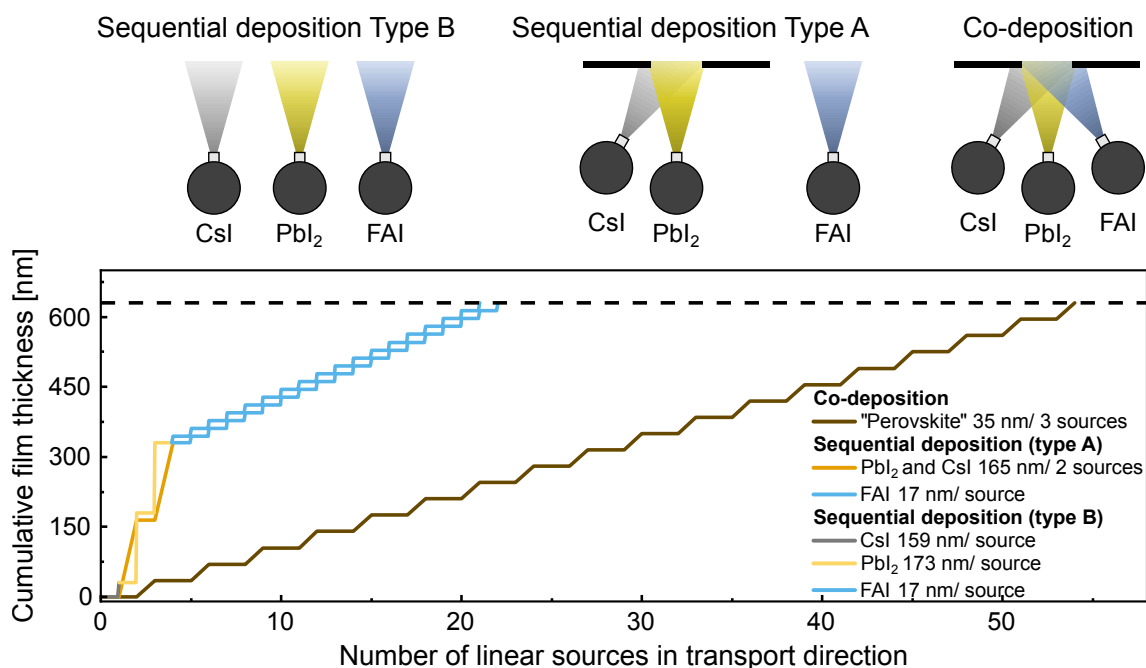 Sequential deposition Type B
Sequential deposition Type A
Co-deposition
CsI
PbI₂
FAI
CsI
PbI₂
FAI
CsI
PbI₂
FAI
Cumulative film thickness [nm]
600
450
300
150
0
Co-deposition
"Perovskite" 35 nm/ 3 sources
Sequential deposition (type A)
PbI₂ and CsI 165 nm/ 2 sources
FAI 17 nm/ source
Sequential deposition (type B)
CsI 159 nm/ source
PbI₂ 173 nm/ source
FAI 17 nm/ source
0
10
20
30
40
50
Number of linear sources in transport direction